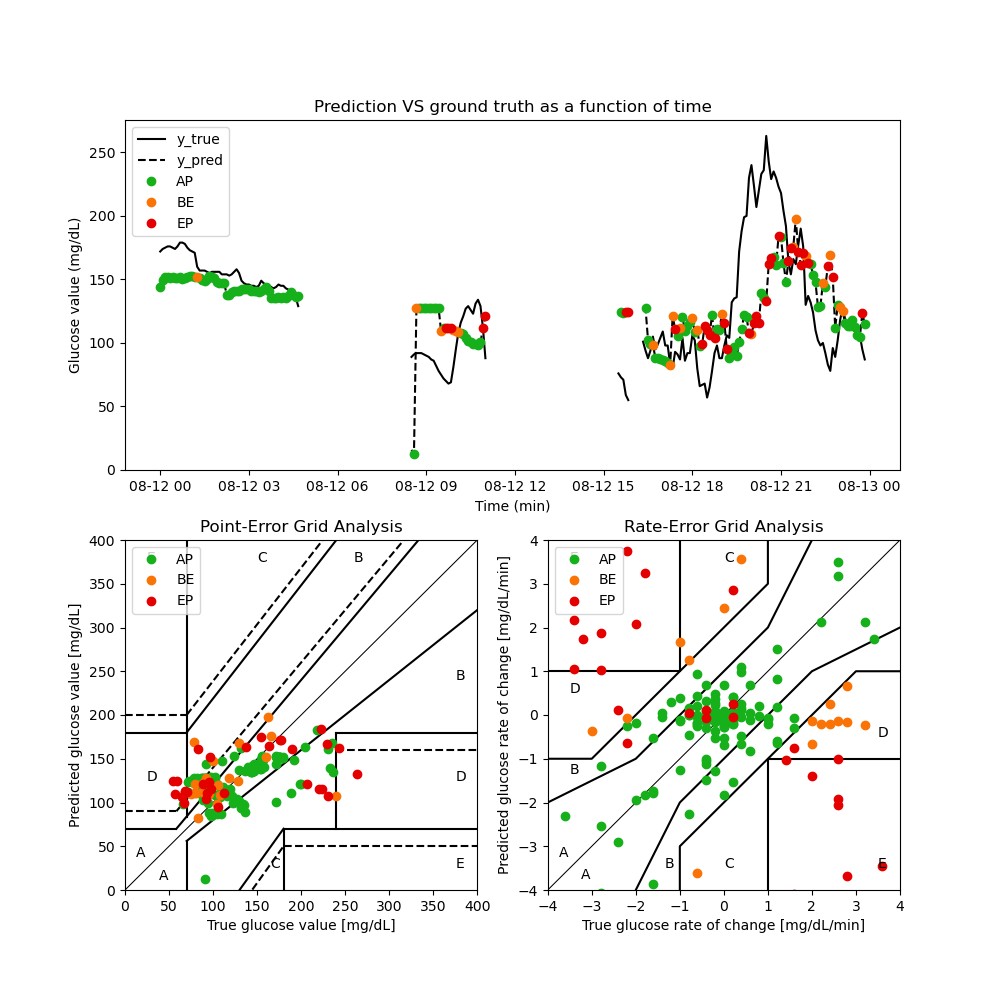 Prediction VS ground truth as a function of time
Glucose value (mg/dL)
250
200
150
100
50
0
y_true
y_pred
AP
BE
EP
08-12 00 08-12 03 08-12 06 08-12 09 08-12 12 08-12 15 08-12 18 08-12 21 08-13 00
Time (min)
Point-Error Grid Analysis
Predicted glucose value [mg/dL]
400
350
300
250
200
150
100
50
0
AP
BE
EP
C
B
B
D
D
A
A
C
E
0 50 100 150 200 250 300 350 400
True glucose value [mg/dL]
Rate-Error Grid Analysis
Predicted glucose rate of change [mg/dL/min]
4
3
2
1
0
−1
−2
−3
−4
AP
BE
EP
C
D
D
B
A
A
B
C
E
−4 −3 −2 −1 0 1 2 3 4
True glucose rate of change [mg/dL/min]